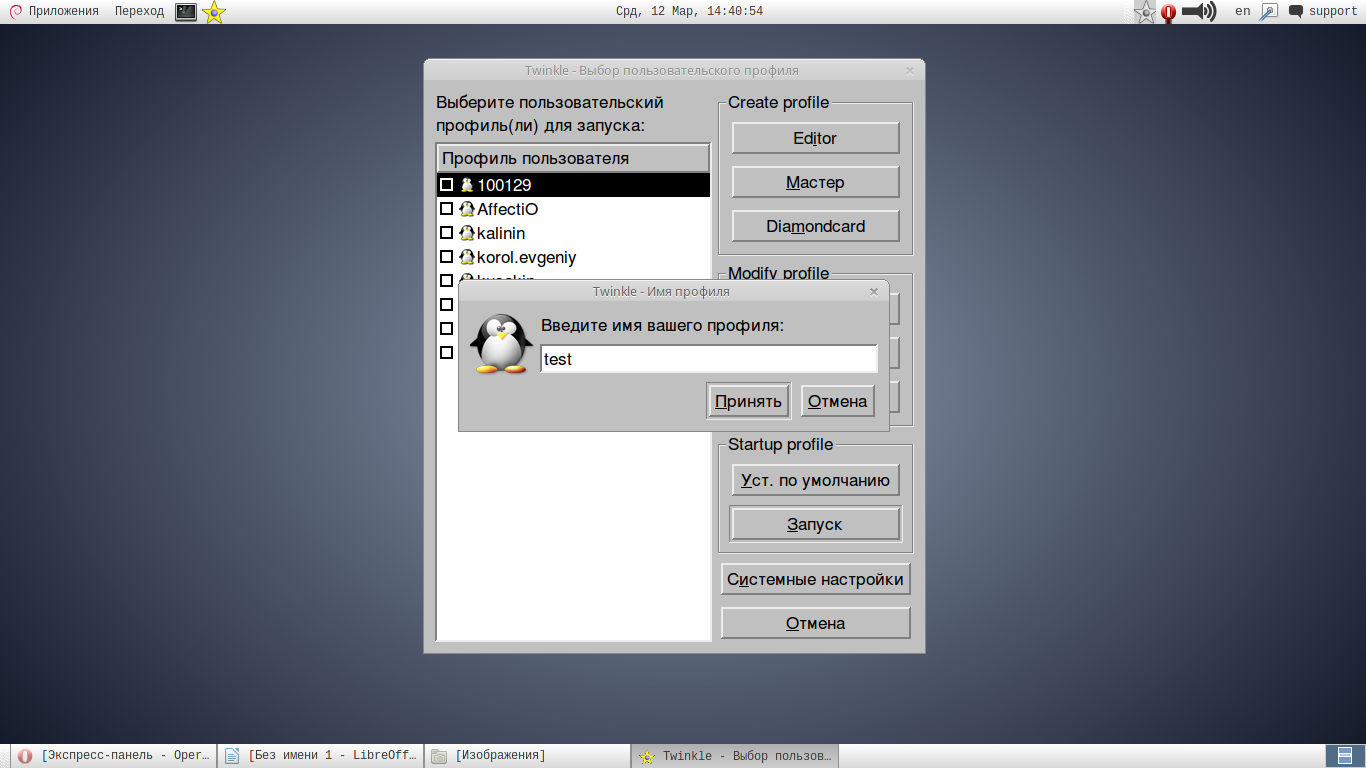 Приложения Переход Срд, 12 Мар, 14:40:54 en support
Twinkle - Выбор пользовательского профиля
Выберите пользовательский
профиль(ли) для запуска:
Профиль пользователя
100129
AffectiO
kalinin
korol.evgeniy
Create profile
Editor
Мастер
Diamondcard
Modify profile
Twinkle - Имя профиля
Введите имя вашего профиля:
test
Принять Отмена
Startup profile
Уст. по умолчанию
Запуск
Системные настройки
Отмена
[Экспресс-панель - Oper... [Без имени 1 - LibreOff... [Изображения] Twinkle - Выбор пользов...